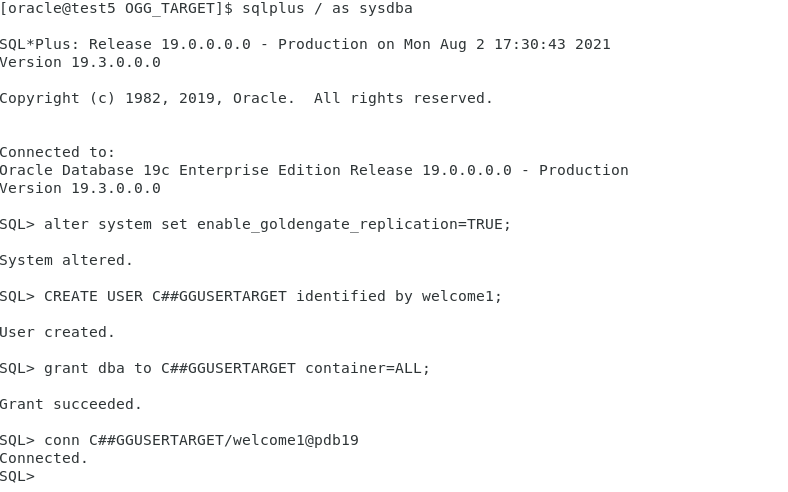 [oracle@test5 OGG_TARGET]$ sqlplus / as sysdba
SQL*Plus: Release 19.0.0.0.0 - Production on Mon Aug 2 17:30:43 2021
Version 19.3.0.0.0
Copyright (c) 1982, 2019, Oracle.  All rights reserved.
Connected to:
Oracle Database 19c Enterprise Edition Release 19.0.0.0.0 - Production
Version 19.3.0.0.0
SQL> alter system set enable_goldengate_replication=TRUE;
System altered.
SQL> CREATE USER C##GGUSERTARGET identified by welcome1;
User created.
SQL> grant dba to C##GGUSERTARGET container=ALL;
Grant succeeded.
SQL> conn C##GGUSERTARGET/welcome1@pdb19
Connected.
SQL>